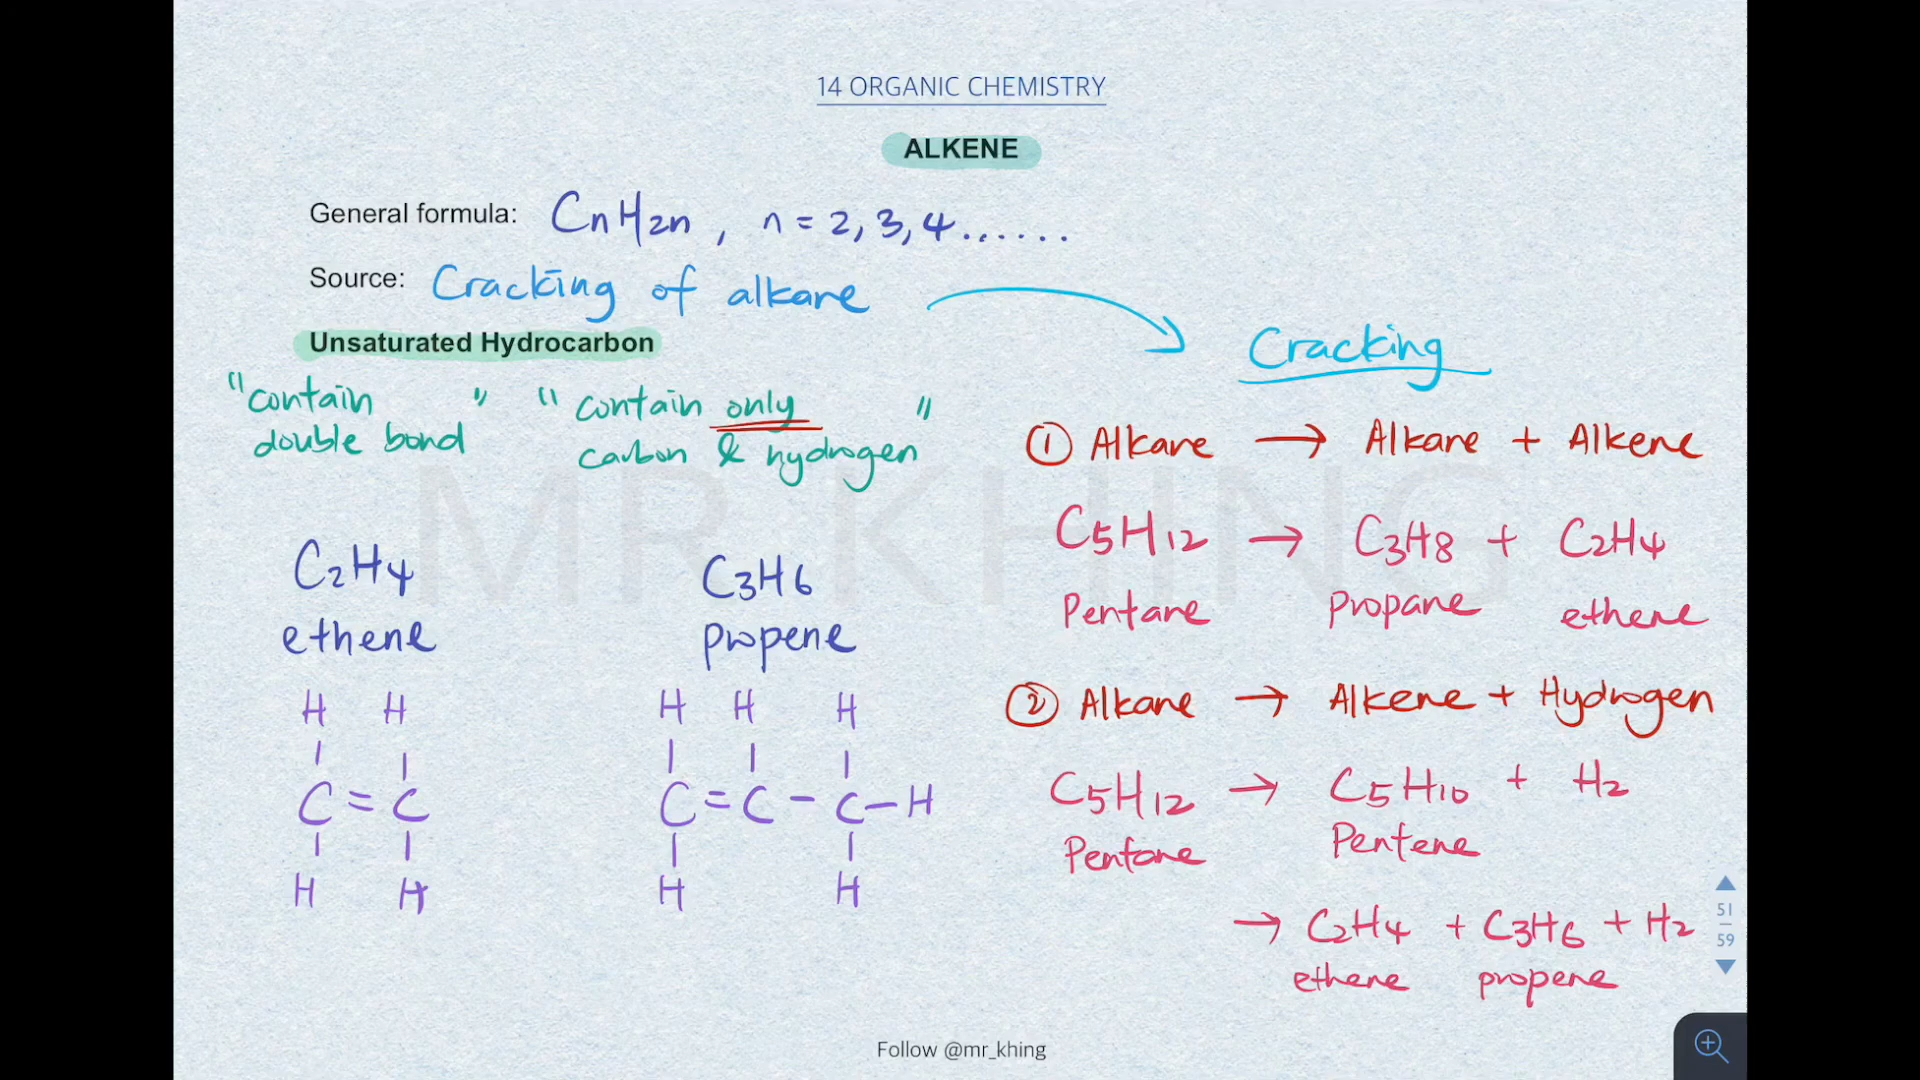 14 ORGANIC CHEMISTRY
ALKENE
General formula: CnH2n , n = 2, 3, 4 ......
Source: Cracking of alkane
Unsaturated Hydrocarbon
"contain double bond"
"contain only carbon & hydrogen"
C2H4
ethene
H H
C = C
H H
C3H6
propene
H H H
C = C - C - H
H H
Cracking
① Alkane → Alkane + Alkene
C5H12 → C3H8 + C2H4
Pentane Propane ethene
② Alkane → Alkene + Hydrogen
C5H12 → C5H10 + H2
Pentane Pentene
→ C2H4 + C3H6 + H2
ethene propene
MR KHING
51
59
Follow @mr_khing